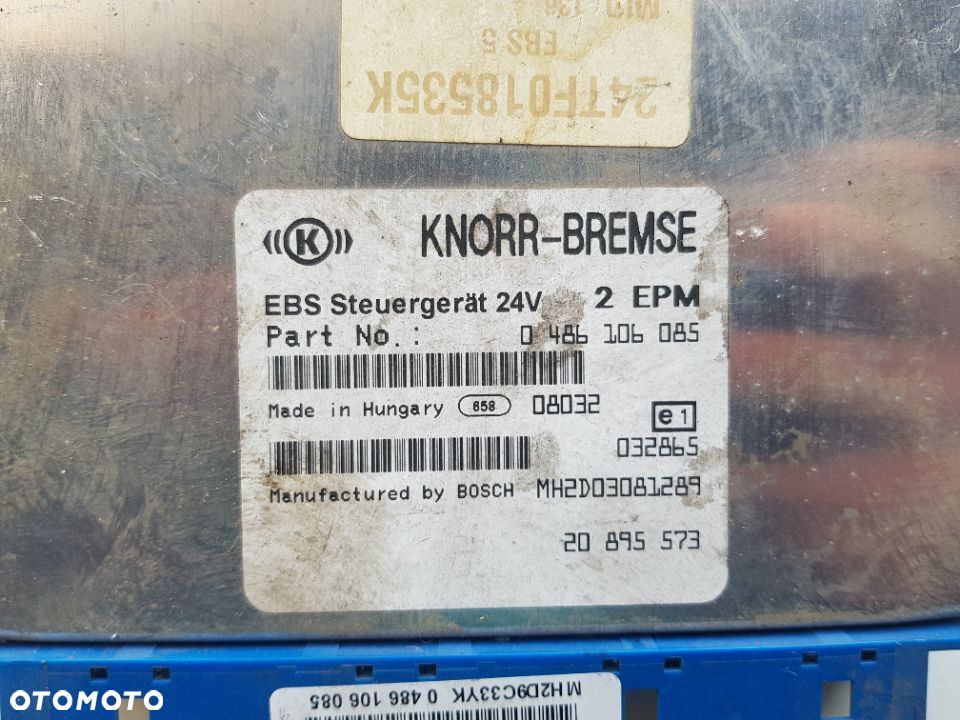 EBS 5
24TF018535K
K
KNORR-BREMSE
EBS Steuergerät 24V 2 EPM
Part No.: 0 486 106 085
Made in Hungary 658 08032
e1
032865
Manufactured by BOSCH MH2D03081289
20 895 573
MH2D9C33YK 0 486 106 085
OTOMOTO